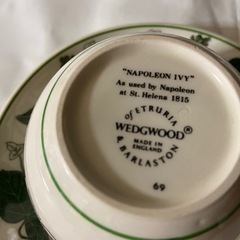 "NAPOLEON IVY"
As used by Napoleon
at St. Helena 1815
of ETRURIA
WEDGWOOD®
MADE IN
ENGLAND
& BARLASTON
69